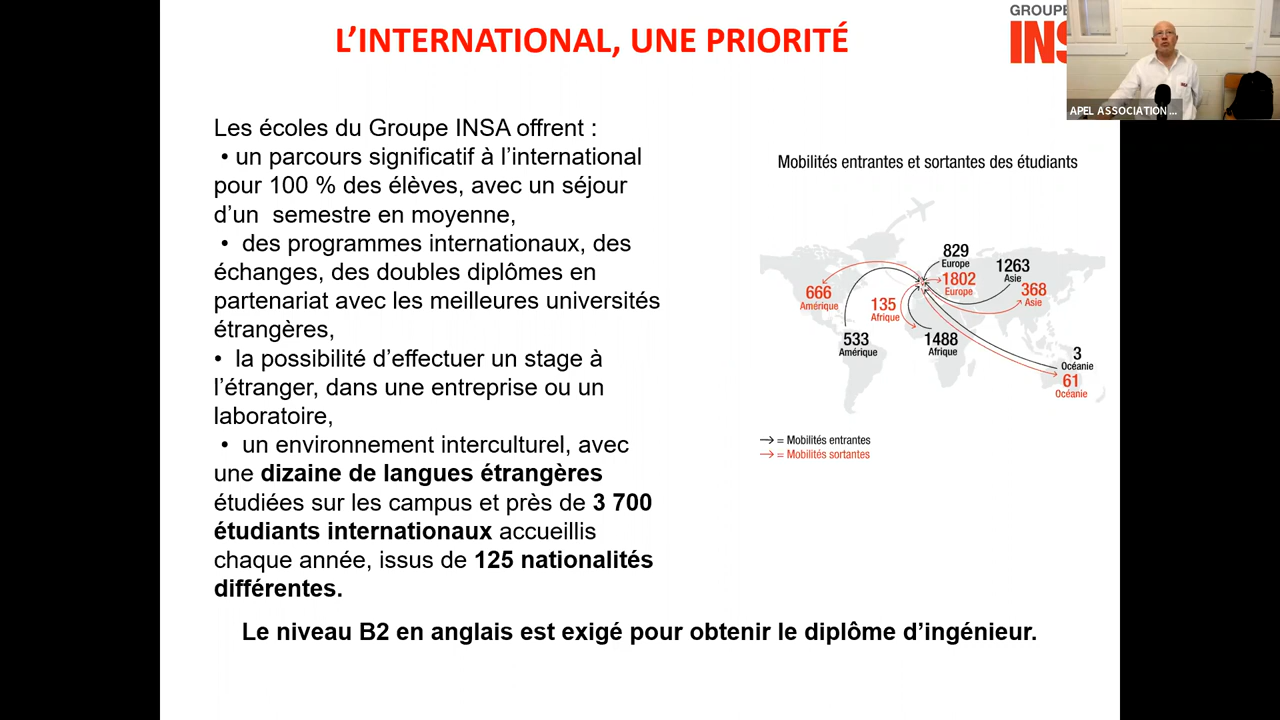 L’INTERNATIONAL, UNE PRIORITÉ
GROUPE
INS
APEL ASSOCIATION ...
Les écoles du Groupe INSA offrent :
• un parcours significatif à l’international
pour 100 % des élèves, avec un séjour
d’un semestre en moyenne,
• des programmes internationaux, des
échanges, des doubles diplômes en
partenariat avec les meilleures universités
étrangères,
• la possibilité d’effectuer un stage à
l’étranger, dans une entreprise ou un
laboratoire,
• un environnement interculturel, avec
une dizaine de langues étrangères
étudiées sur les campus et près de 3 700
étudiants internationaux accueillis
chaque année, issus de 125 nationalités
différentes.
Mobilités entrantes et sortantes des étudiants
829
Europe
1802
Europe
1263
Asie
368
Asie
666
Amérique
135
Afrique
533
Amérique
1488
Afrique
3
Océanie
61
Océanie
→ = Mobilités entrantes
→ = Mobilités sortantes
Le niveau B2 en anglais est exigé pour obtenir le diplôme d’ingénieur.